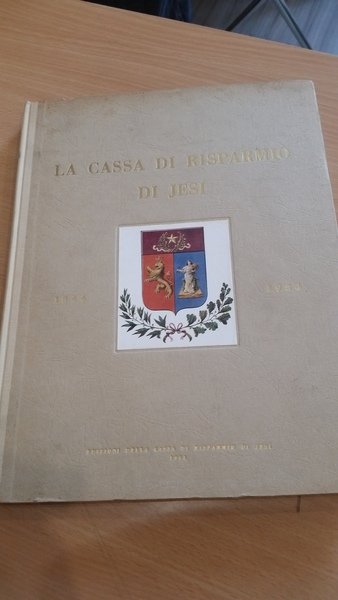 LA CASSA DI RISPARMIO
DI JESI
EDIZIONI DELLA CASSA DI RISPARMIO DI JESI